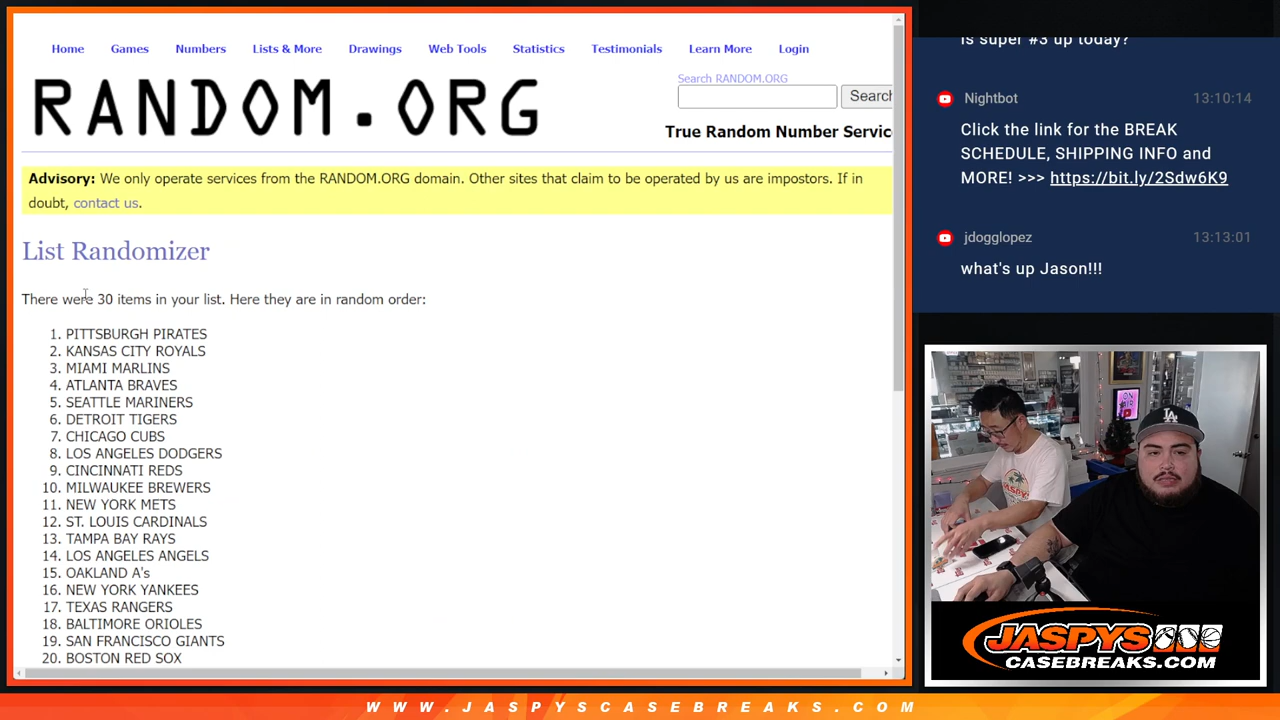 Home Games Numbers Lists & More Drawings Web Tools Statistics Testimonials Learn More Login
RANDOM.ORG
Search RANDOM.ORG
Search
True Random Number Servic
Advisory: We only operate services from the RANDOM.ORG domain. Other sites that claim to be operated by us are impostors. If in
doubt, contact us.
List Randomizer
There were 30 items in your list. Here they are in random order:
1. PITTSBURGH PIRATES
2. KANSAS CITY ROYALS
3. MIAMI MARLINS
4. ATLANTA BRAVES
5. SEATTLE MARINERS
6. DETROIT TIGERS
7. CHICAGO CUBS
8. LOS ANGELES DODGERS
9. CINCINNATI REDS
10. MILWAUKEE BREWERS
11. NEW YORK METS
12. ST. LOUIS CARDINALS
13. TAMPA BAY RAYS
14. LOS ANGELES ANGELS
15. OAKLAND A's
16. NEW YORK YANKEES
17. TEXAS RANGERS
18. BALTIMORE ORIOLES
19. SAN FRANCISCO GIANTS
20. BOSTON RED SOX
is super #3 up today?
Nightbot 13:10:14
Click the link for the BREAK
SCHEDULE, SHIPPING INFO and
MORE! >>> https://bit.ly/2Sdw6K9
jdogglopez 13:13:01
what's up Jason!!!
ON
LA
JASPYS
JASPYS
CASEBREAKS.COM
WWW.JASPYSCASEBREAKS.COM